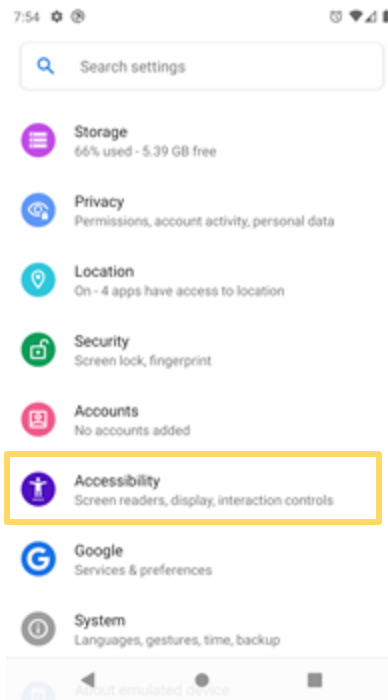 7:54
Search settings
Storage
66% used - 5.39 GB free
Privacy
Permissions, account activity, personal data
Location
On - 4 apps have access to location
Security
Screen lock, fingerprint
Accounts
No accounts added
Accessibility
Screen readers, display, interaction controls
Google
Services & preferences
System
Languages, gestures, time, backup
About emulated device